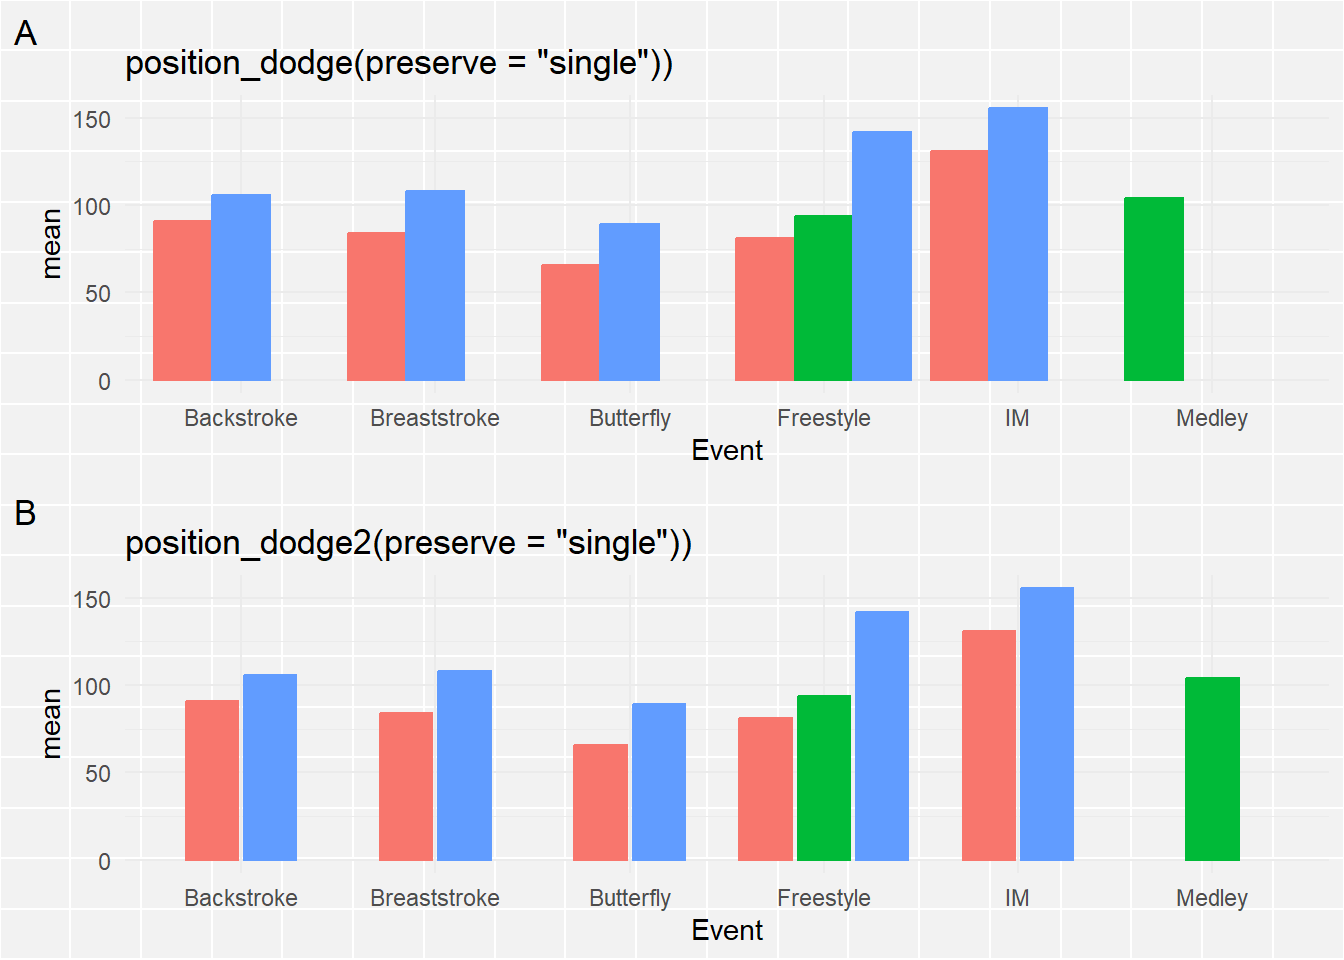 A
position_dodge(preserve = "single"))
150
100
50
0
mean
Backstroke Breaststroke Butterfly Freestyle IM Medley
Event
B
position_dodge2(preserve = "single"))
150
100
50
0
mean
Backstroke Breaststroke Butterfly Freestyle IM Medley
Event